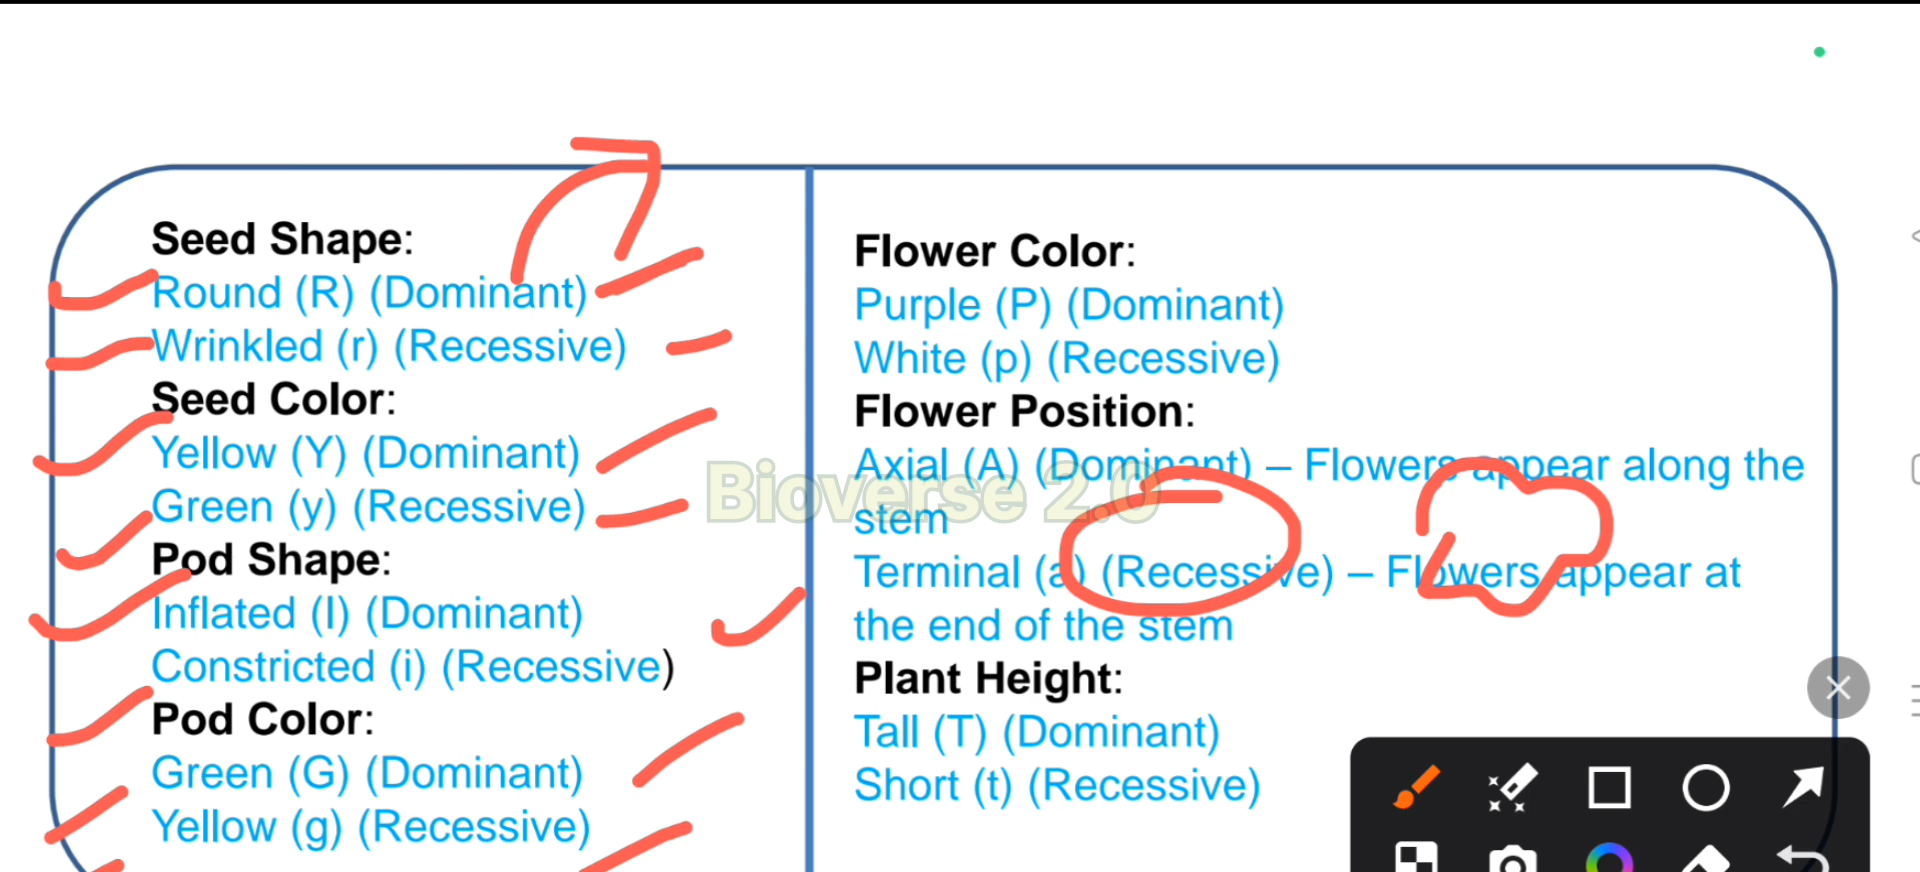 Seed Shape:
Round (R) (Dominant)
Wrinkled (r) (Recessive)
Seed Color:
Yellow (Y) (Dominant)
Green (y) (Recessive)
Pod Shape:
Inflated (I) (Dominant)
Constricted (i) (Recessive)
Pod Color:
Green (G) (Dominant)
Yellow (g) (Recessive)
Flower Color:
Purple (P) (Dominant)
White (p) (Recessive)
Flower Position:
Axial (A) (Dominant) – Flowers appear along the
stem
Terminal (a) (Recessive) – Flowers appear at
the end of the stem
Plant Height:
Tall (T) (Dominant)
Short (t) (Recessive)
Bioverse 2.0